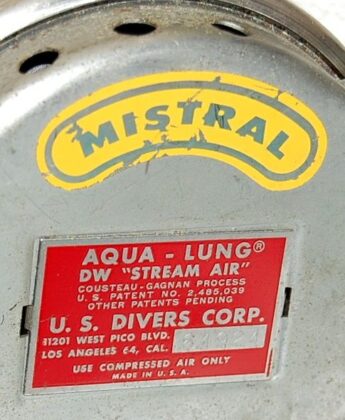 MISTRAL
AQUA - LUNG®
DW "STREAM AIR"
COUSTEAU - GAGNAN PROCESS
U. S. PATENT NO. 2,485,039
OTHER PATENTS PENDING
U. S. DIVERS CORP.
11201 WEST PICO BLVD.
LOS ANGELES 64, CAL.
USE COMPRESSED AIR ONLY
MADE IN U. S. A.